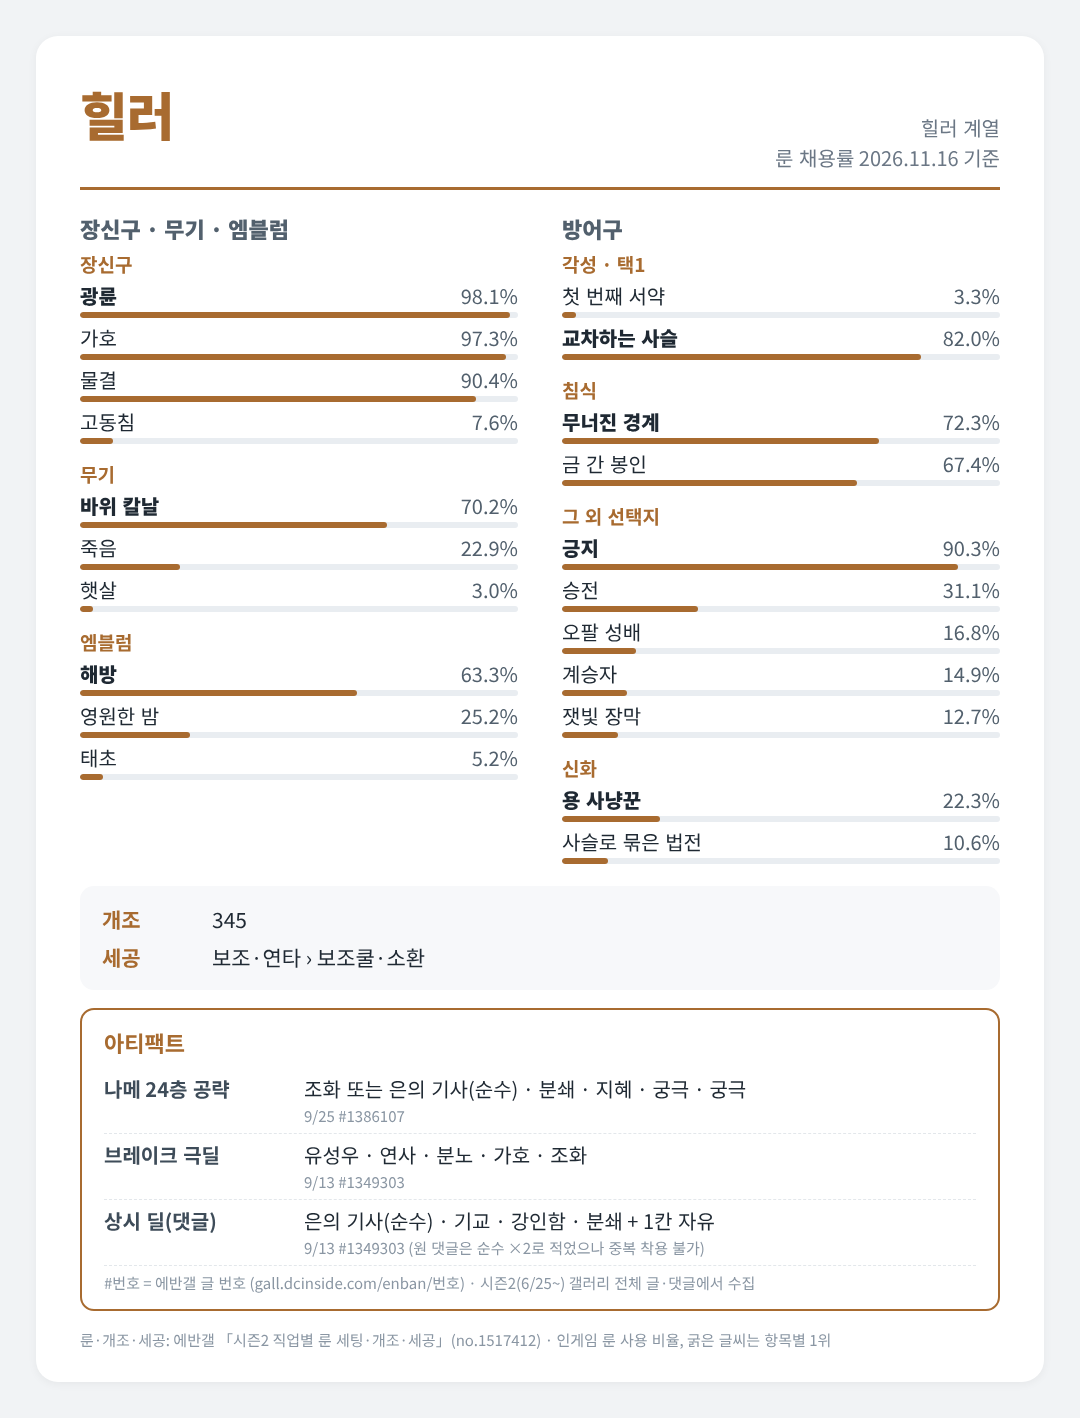 힐러
힐러 계열
룬 채용률 2026.11.16 기준
장신구 · 무기 · 엠블럼
장신구
광륜 98.1%
가호 97.3%
물결 90.4%
고동침 7.6%
무기
바위 칼날 70.2%
죽음 22.9%
햇살 3.0%
엠블럼
해방 63.3%
영원한 밤 25.2%
태초 5.2%
방어구
각성 · 택1
첫 번째 서약 3.3%
교차하는 사슬 82.0%
침식
무너진 경계 72.3%
금 간 봉인 67.4%
그 외 선택지
긍지 90.3%
승전 31.1%
오팔 성배 16.8%
계승자 14.9%
잿빛 장막 12.7%
신화
용 사냥꾼 22.3%
사슬로 묶은 법전 10.6%
개조 345
세공 보조·연타 › 보조쿨·소환
아티팩트
나메 24층 공략 조화 또는 은의 기사(순수) · 분쇄 · 지혜 · 궁극 · 궁극
9/25 #1386107
브레이크 극딜 유성우 · 연사 · 분노 · 가호 · 조화
9/13 #1349303
상시 딜(댓글) 은의 기사(순수) · 기교 · 강인함 · 분쇄 + 1칸 자유
9/13 #1349303 (원 댓글은 순수 ×2로 적었으나 중복 착용 불가)
#번호 = 에반갤 글 번호 (gall.dcinside.com/enban/번호) · 시즌2(6/25~) 갤러리 전체 글·댓글에서 수집
룬·개조·세공: 에반갤 「시즌2 직업별 룬 세팅·개조·세공」(no.1517412) · 인게임 룬 사용 비율, 굵은 글씨는 항목별 1위